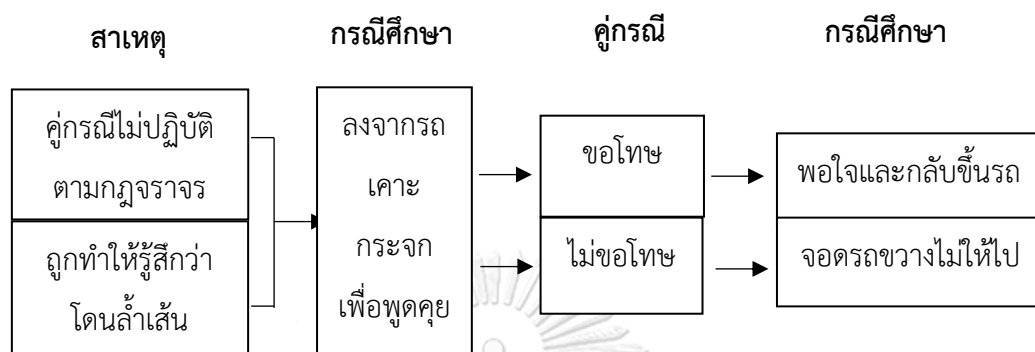 สาเหตุ
กรณีศึกษา
คู่กรณี
กรณีศึกษา
คู่กรณีไม่ปฏิบัติ
ตามกฎจราจร
ถูกทำให้รู้สึกว่า
โดนล้ำเส้น
ลงจากรถ
เคาะ
กระจก
เพื่อพูดคุย
ขอโทษ
ไม่ขอโทษ
พอใจและกลับขึ้นรถ
จอดรถขวางไม่ให้ไป